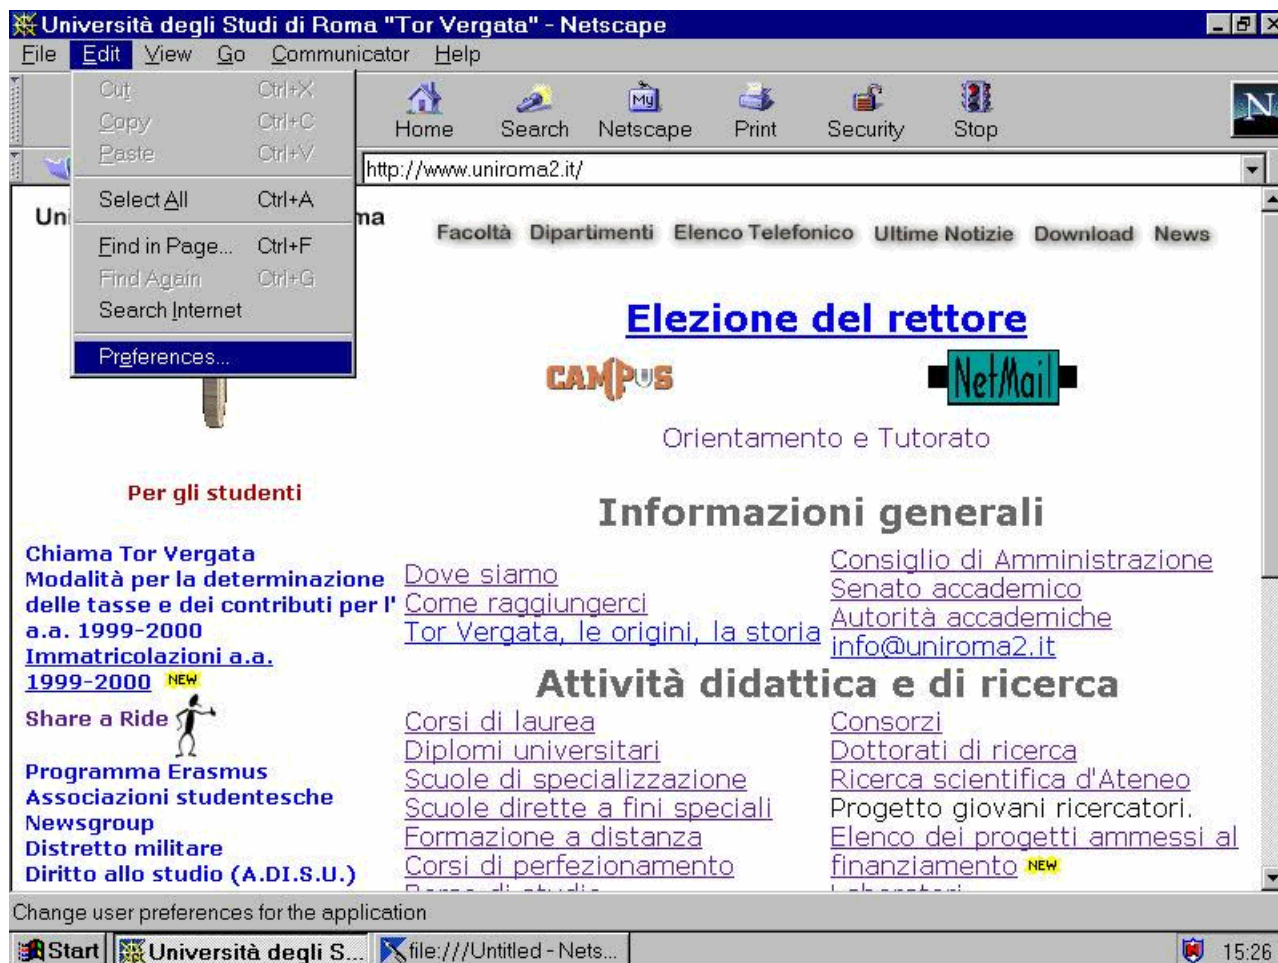 Università degli Studi di Roma "Tor Vergata" - Netscape
File Edit View Go Communicator Help
Cut Ctrl+X
Copy Ctrl+C
Paste Ctrl+V
Select All Ctrl+A
Find in Page... Ctrl+F
Find Again Ctrl+G
Search Internet
Preferences...
Home Search Netscape Print Security Stop
My
N
http://www.uniroma2.it/
Uni
ma
Facoltà Dipartimenti Elenco Telefonico Ultime Notizie Download News
Elezione del rettore
CAMPUS NetMail
Orientamento e Tutorato
Per gli studenti
Chiama Tor Vergata
Modalità per la determinazione
delle tasse e dei contributi per l'
a.a. 1999-2000
Immatricolazioni a.a.
1999-2000 NEW
Share a Ride
Programma Erasmus
Associazioni studentesche
Newsgroup
Distretto militare
Diritto allo studio (A.DI.S.U.)
Informazioni generali
Dove siamo
Come raggiungerci
Tor Vergata, le origini, la storia
Consiglio di Amministrazione
Senato accademico
Autorità accademiche
info@uniroma2.it
Attività didattica e di ricerca
Corsi di laurea
Diplomi universitari
Scuole di specializzazione
Scuole dirette a fini speciali
Formazione a distanza
Corsi di perfezionamento
Consorzi
Dottorati di ricerca
Ricerca scientifica d'Ateneo
Progetto giovani ricercatori.
Elenco dei progetti ammessi al
finanziamento NEW
Change user preferences for the application
Start Università degli S... file:///Untitled - Nets... 15:26